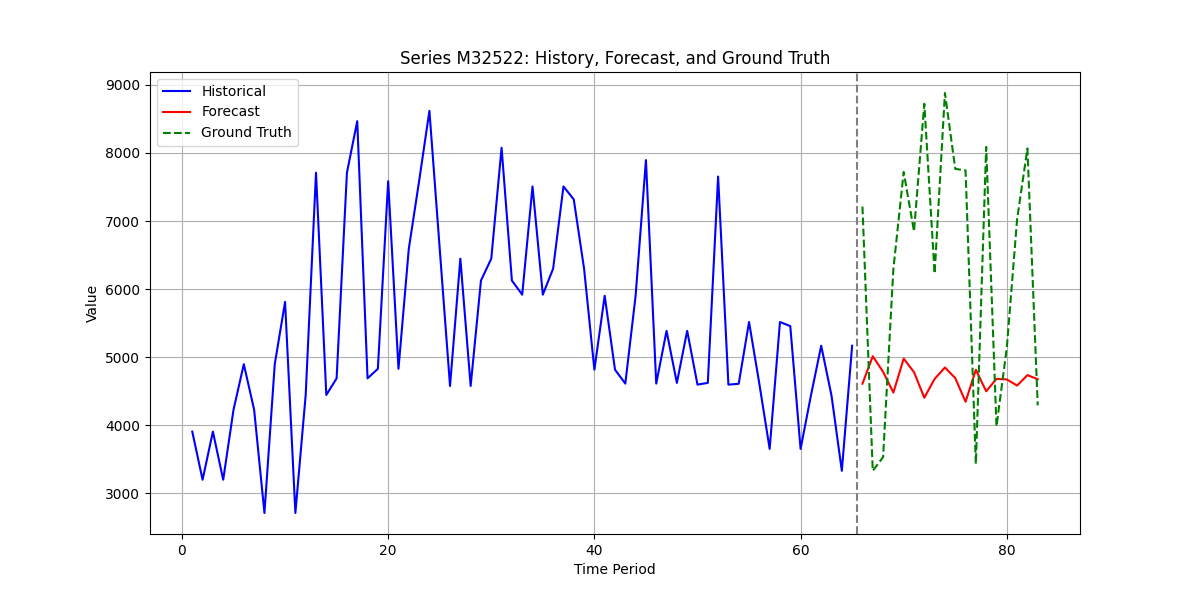 Series M32522: History, Forecast, and Ground Truth
Historical
Forecast
Ground Truth
9000
8000
7000
6000
5000
4000
3000
Value
0 20 40 60 80
Time Period